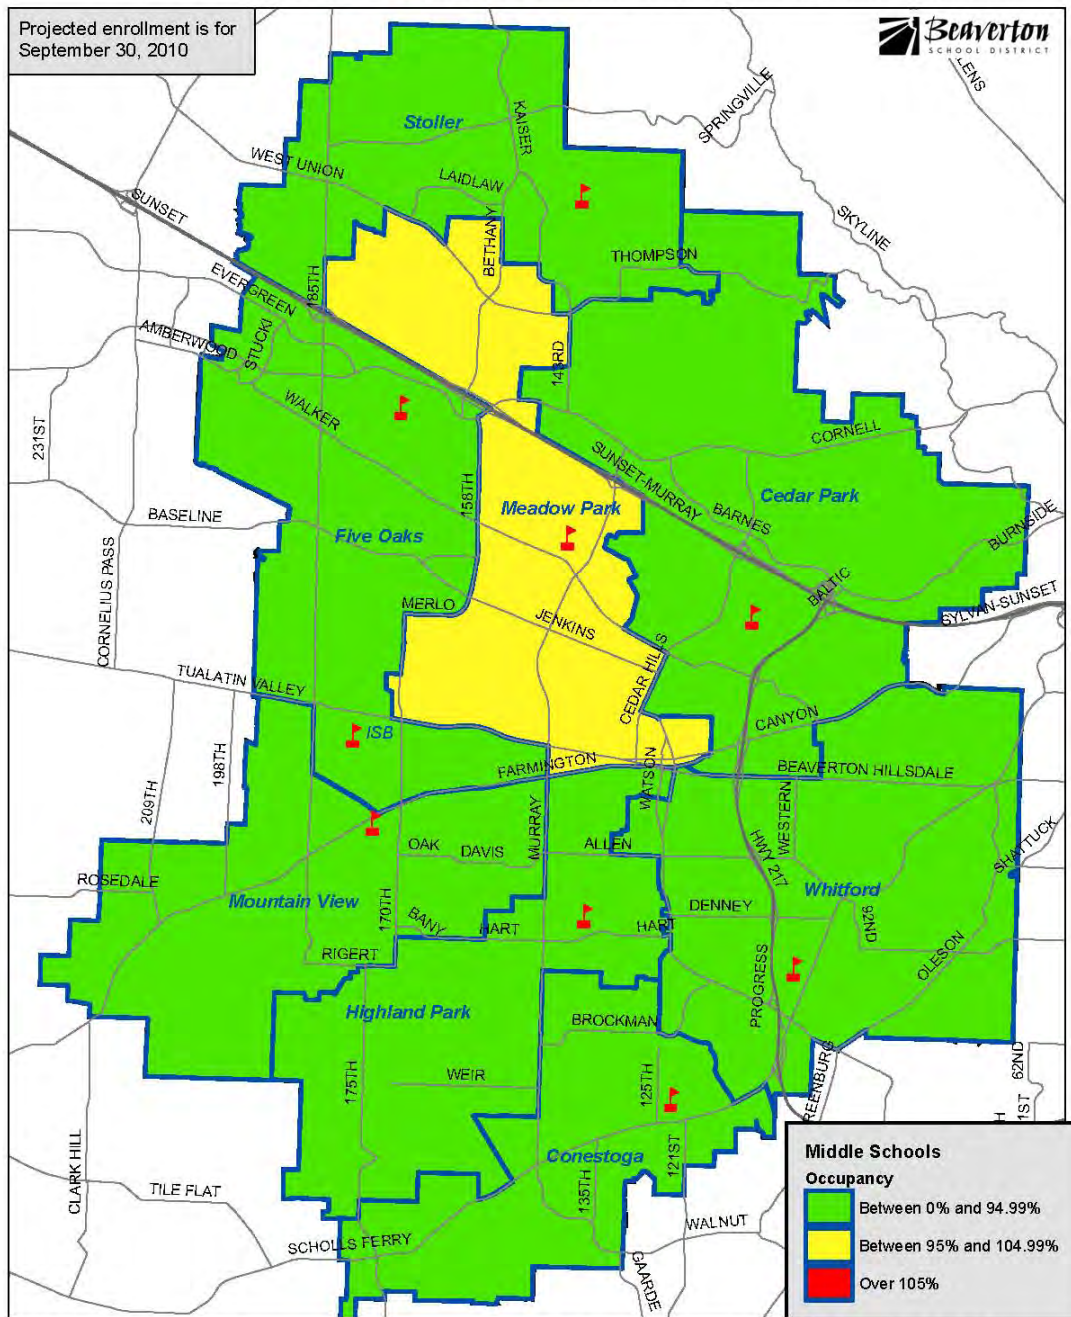 Projected enrollment is for
September 30, 2010
Beaverton
SCHOOL DISTRICT
LENS
SPRINGVILLE
KAISER
Stoller
WEST UNION
LAIDLAW
SUNSET
BETHANY
SKYLINE
THOMPSON
EVERGREEN
185TH
STUCKI
AMBERWOOD
143RD
WALKER
231ST
CORNELL
SUNSET-MURRAY
158TH
Meadow Park
Cedar Park
BASELINE
BARNES
BURNSIDE
Five Oaks
CORNELIUS PASS
MERLO
JENKINS
BALTIC
SYLVAN-SUNSET
TUALATIN VALLEY
CEDAR HILLS
CANYON
ISB
198TH
209TH
FARMINGTON
WATSON
BEAVERTON HILLSDALE
WESTERN
MURRAY
OAK
DAVIS
ALLEN
HWY 217
SHATTUCK
ROSEDALE
Mountain View
170TH
Whitford
BANY
HART
HART
DENNEY
92ND
OLESON
RIGERT
PROGRESS
Highland Park
BROCKMAN
175TH
WEIR
125TH
REENBURG
62ND
1ST
H
CLARK HILL
Conestoga
121ST
135TH
TILE FLAT
WALNUT
SCHOLLS FERRY
GAARDE
Middle Schools
Occupancy
Between 0% and 94.99%
Between 95% and 104.99%
Over 105%